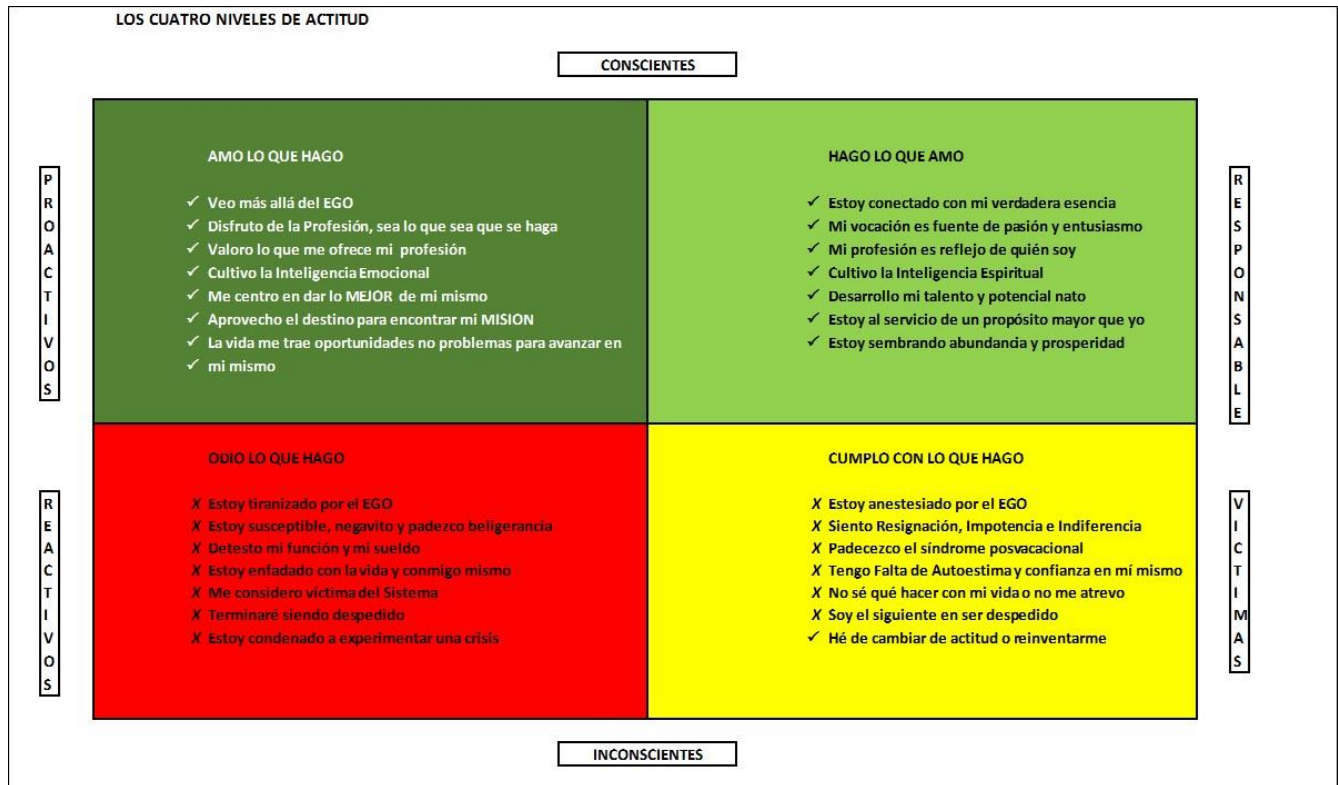 LOS CUATRO NIVELES DE ACTITUD
CONSCIENTES
PROACTIVOS
AMO LO QUE HAGO
✓ Veo más allá del EGO
✓ Disfruto de la Profesión, sea lo que sea que se haga
✓ Valoro lo que me ofrece mi profesión
✓ Cultivo la Inteligencia Emocional
✓ Me centro en dar lo MEJOR de mi mismo
✓ Aprovecho el destino para encontrar mi MISION
✓ La vida me trae oportunidades no problemas para avanzar en
✓ mi mismo
HAGO LO QUE AMO
✓ Estoy conectado con mi verdadera esencia
✓ Mi vocación es fuente de pasión y entusiasmo
✓ Mi profesión es reflejo de quién soy
✓ Cultivo la Inteligencia Espiritual
✓ Desarrollo mi talento y potencial nato
✓ Estoy al servicio de un propósito mayor que yo
✓ Estoy sembrando abundancia y prosperidad
RESPONSABLE
REACTIVOS
ODIO LO QUE HAGO
X Estoy tiranizado por el EGO
X Estoy susceptible, negavito y padezco beligerancia
X Detesto mi función y mi sueldo
X Estoy enfadado con la vida y conmigo mismo
X Me considero víctima del Sistema
X Terminaré siendo despedido
X Estoy condenado a experimentar una crisis
CUMPLO CON LO QUE HAGO
X Estoy anestesiado por el EGO
X Siento Resignación, Impotencia e Indiferencia
X Padecezco el síndrome posvacacional
X Tengo Falta de Autoestima y confianza en mí mismo
X No sé qué hacer con mi vida o no me atrevo
X Soy el siguiente en ser despedido
✓ Hé de cambiar de actitud o reinventarme
VICTIMAS
INCONSCIENTES